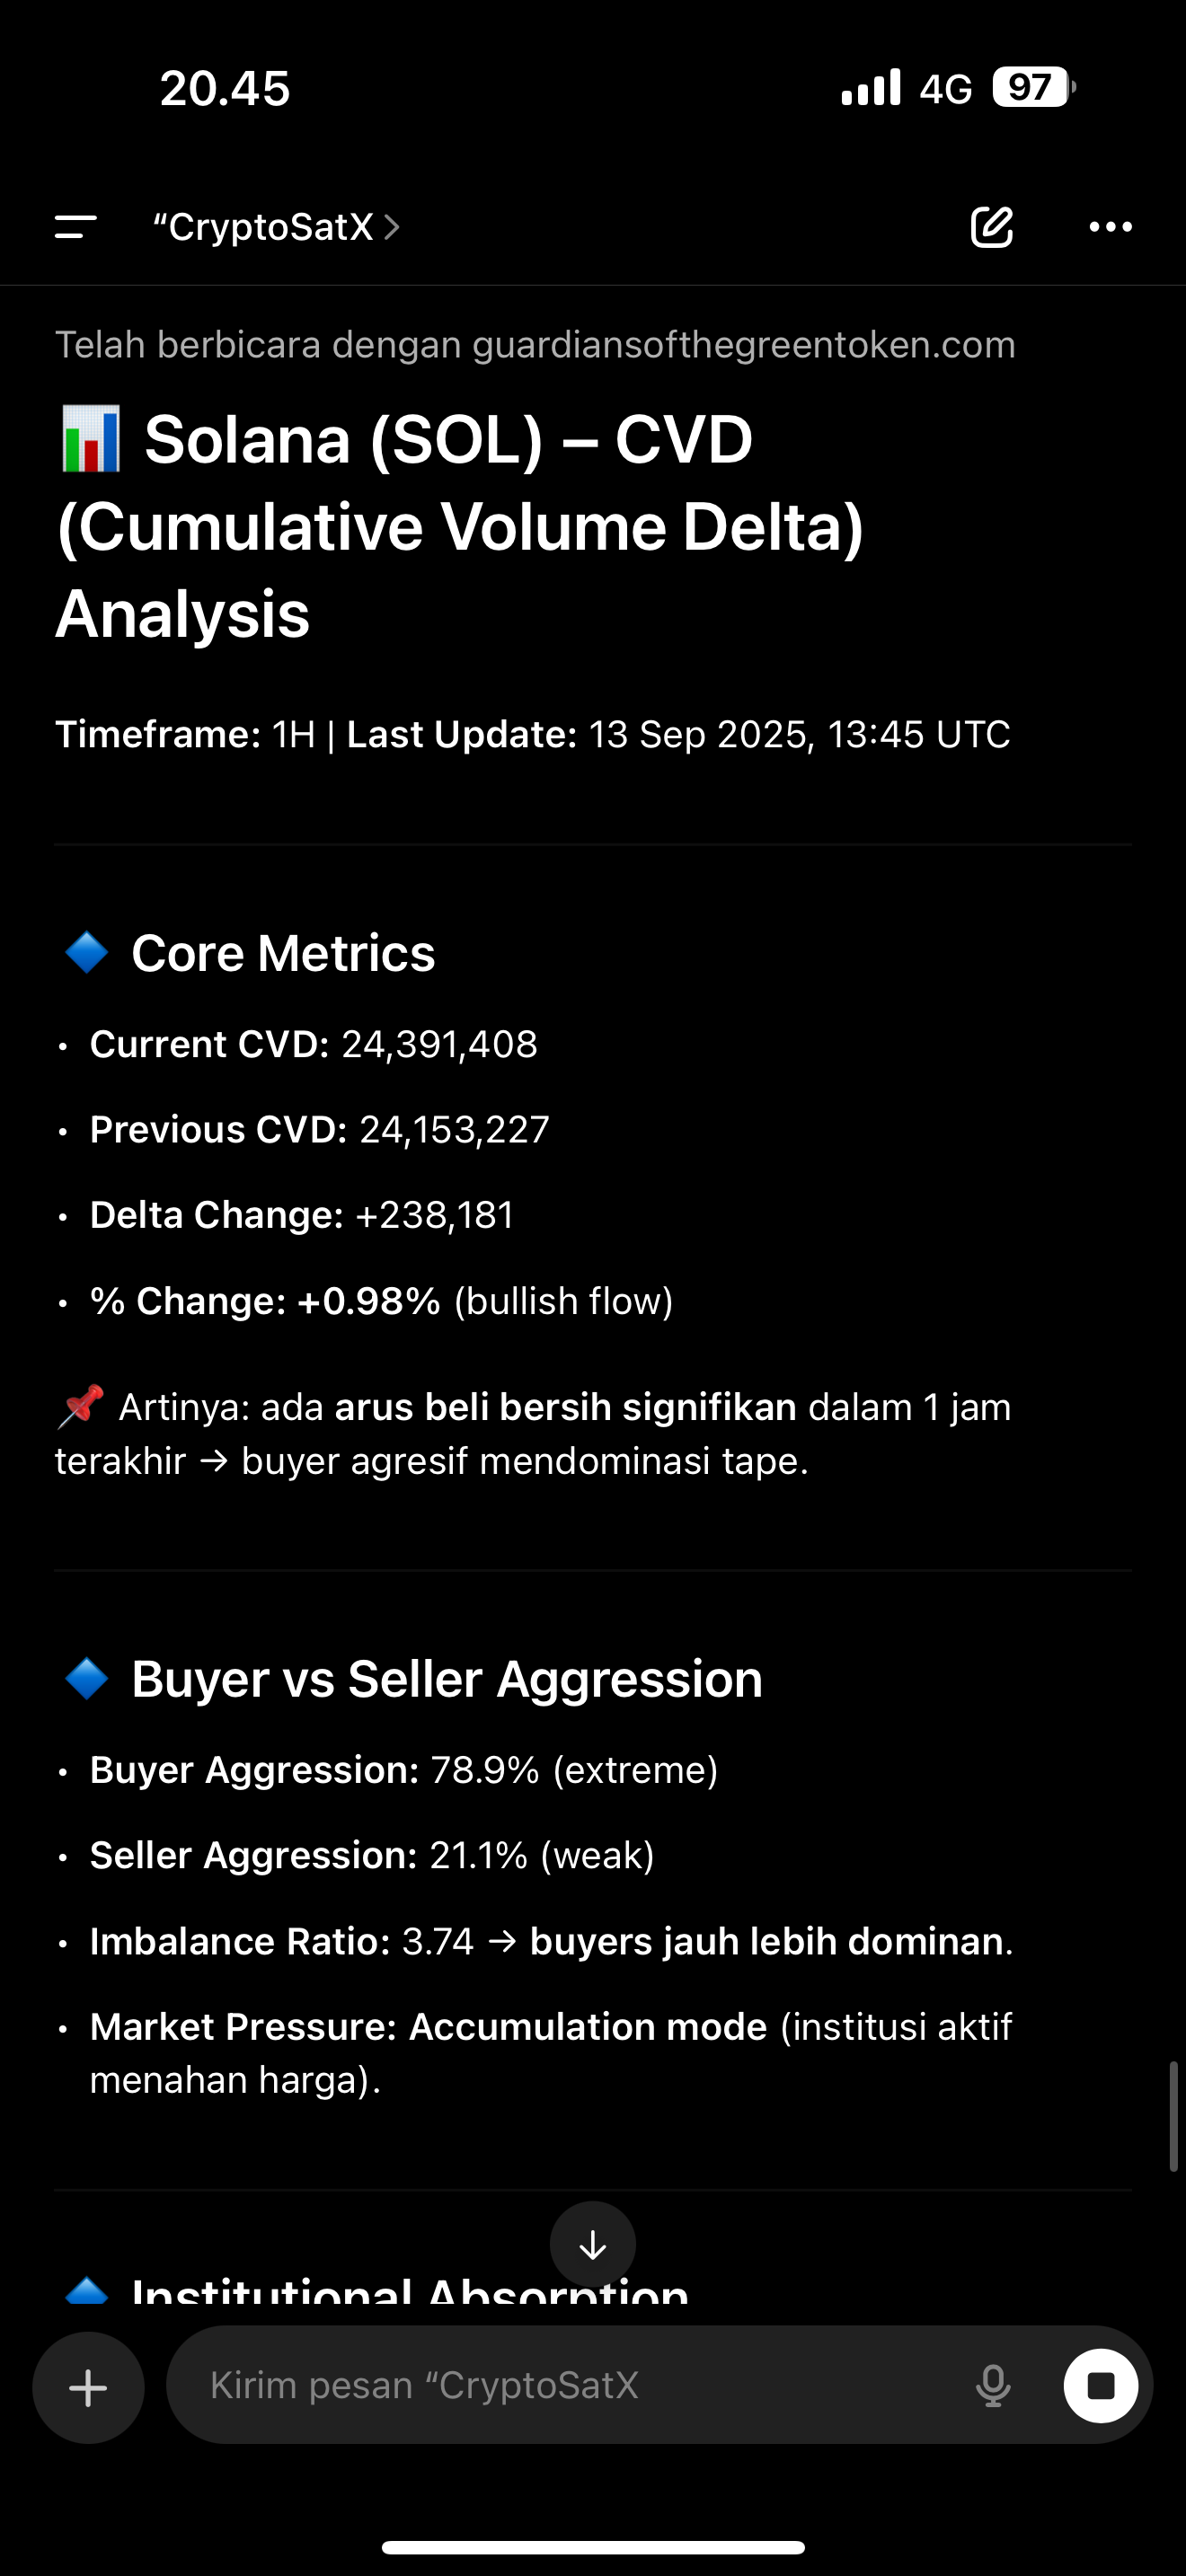 20.45
4G 97
“CryptoSatX >
Telah berbicara dengan guardiansofthegreentoken.com
📊 Solana (SOL) – CVD
(Cumulative Volume Delta)
Analysis
Timeframe: 1H | Last Update: 13 Sep 2025, 13:45 UTC
🔷 Core Metrics
• Current CVD: 24,391,408
• Previous CVD: 24,153,227
• Delta Change: +238,181
• % Change: +0.98% (bullish flow)
📌 Artinya: ada arus beli bersih signifikan dalam 1 jam
terakhir → buyer agresif mendominasi tape.
🔷 Buyer vs Seller Aggression
• Buyer Aggression: 78.9% (extreme)
• Seller Aggression: 21.1% (weak)
• Imbalance Ratio: 3.74 → buyers jauh lebih dominan.
• Market Pressure: Accumulation mode (institusi aktif
menahan harga).
🔷 Institutional Absorption
Kirim pesan “CryptoSatX